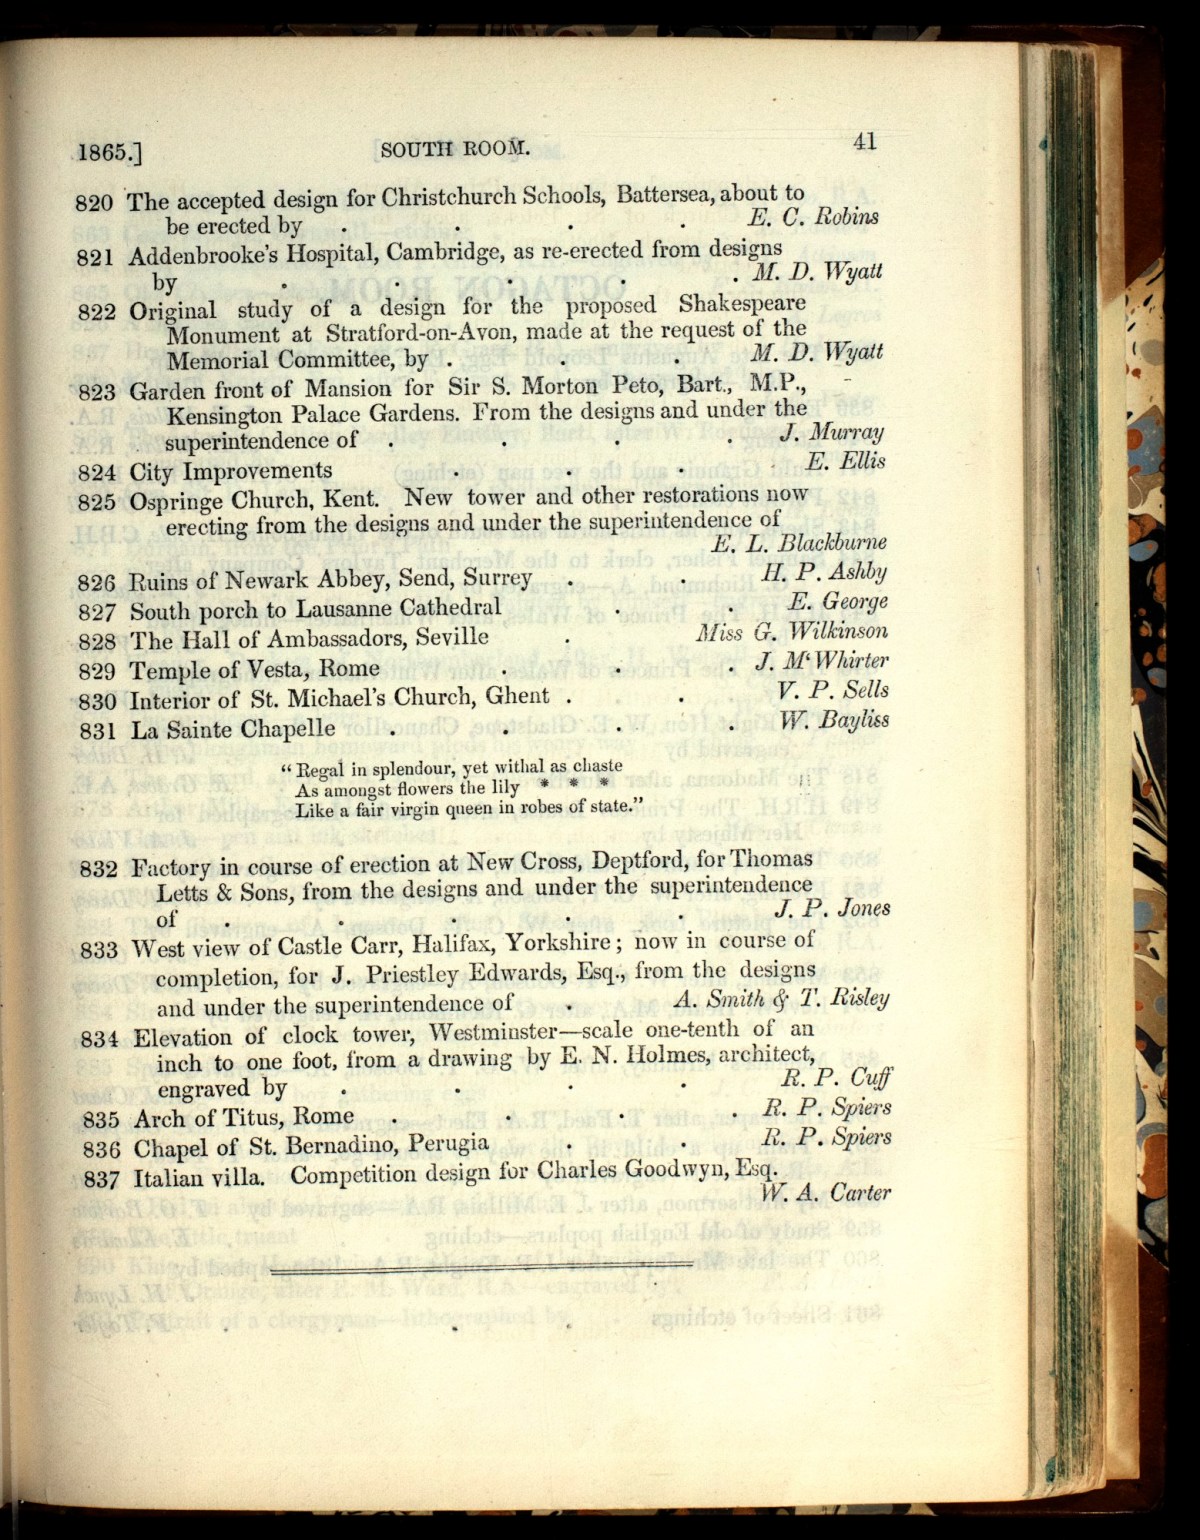 1865.] SOUTH ROOM. 41
820 The accepted design for Christchurch Schools, Battersea, about to
be erected by . . . . E. C. Robins
821 Addenbrooke's Hospital, Cambridge, as re-erected from designs
by . . . . . M. D. Wyatt
822 Original study of a design for the proposed Shakespeare
Monument at Stratford-on-Avon, made at the request of the
Memorial Committee, by . . . M. D. Wyatt
823 Garden front of Mansion for Sir S. Morton Peto, Bart., M.P.,
Kensington Palace Gardens. From the designs and under the
superintendence of . . . . J. Murray
824 City Improvements . . . . E. Ellis
825 Ospringe Church, Kent. New tower and other restorations now
erecting from the designs and under the superintendence of
E. L. Blackburne
826 Ruins of Newark Abbey, Send, Surrey . . H. P. Ashby
827 South porch to Lausanne Cathedral . . E. George
828 The Hall of Ambassadors, Seville . Miss G. Wilkinson
829 Temple of Vesta, Rome . . . J. M‘Whirter
830 Interior of St. Michael's Church, Ghent . . V. P. Sells
831 La Sainte Chapelle . . . . W. Bayliss
“Regal in splendour, yet withal as chaste
As amongst flowers the lily * * *
Like a fair virgin queen in robes of state.”
832 Factory in course of erection at New Cross, Deptford, for Thomas
Letts & Sons, from the designs and under the superintendence
of . . . . . J. P. Jones
833 West view of Castle Carr, Halifax, Yorkshire; now in course of
completion, for J. Priestley Edwards, Esq., from the designs
and under the superintendence of . A. Smith & T. Risley
834 Elevation of clock tower, Westminster—scale one-tenth of an
inch to one foot, from a drawing by E. N. Holmes, architect,
engraved by . . . . R. P. Cuff
835 Arch of Titus, Rome . . . . R. P. Spiers
836 Chapel of St. Bernadino, Perugia . . R. P. Spiers
837 Italian villa. Competition design for Charles Goodwyn, Esq.
W. A. Carter